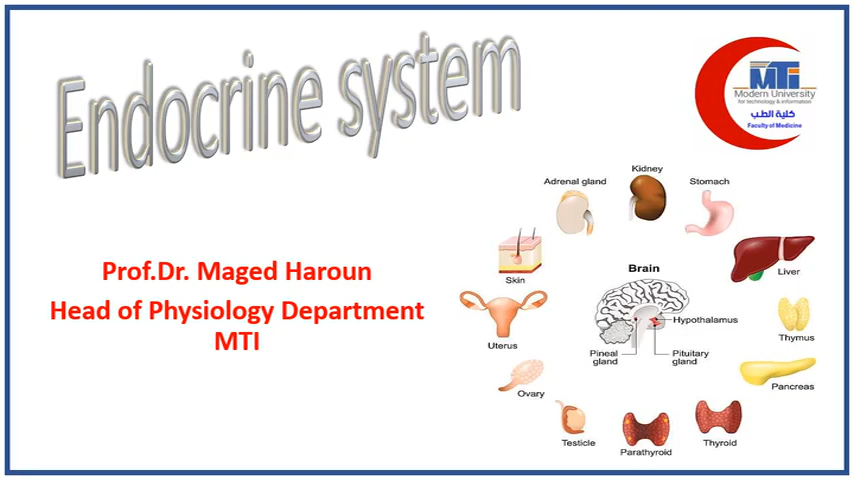 Endocrine system
MTI
Modern University
for technology & information
كلية الطب
Faculty of Medicine
Prof.Dr. Maged Haroun
Head of Physiology Department
MTI
Kidney
Adrenal gland
Stomach
Skin
Liver
Brain
Hypothalamus
Uterus
Thymus
Pineal
gland
Pituitary
gland
Pancreas
Ovary
Testicle
Parathyroid
Thyroid